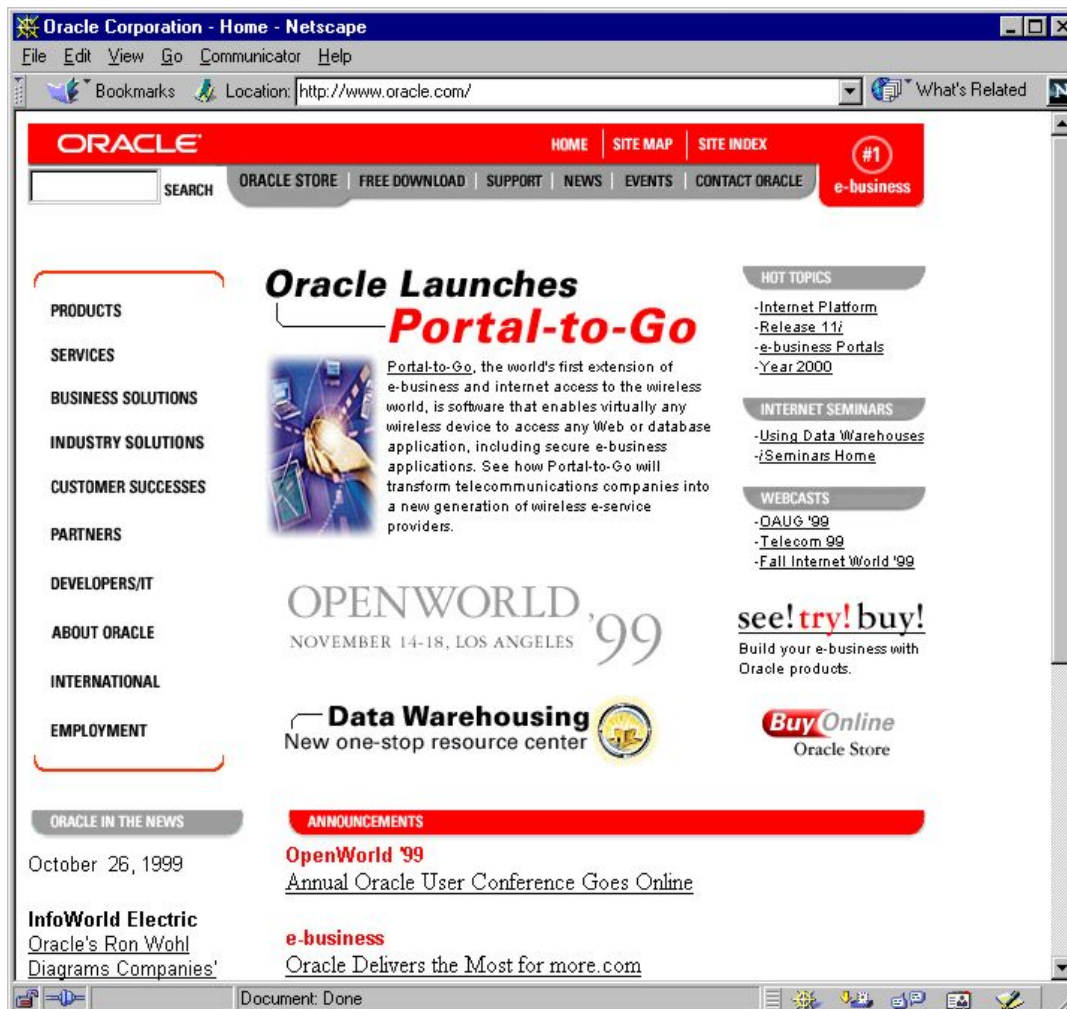 Oracle Corporation - Home - Netscape
File Edit View Go Communicator Help
Bookmarks Location: http://www.oracle.com/ What's Related
N
ORACLE
HOME SITE MAP SITE INDEX
#1
e-business
SEARCH
ORACLE STORE FREE DOWNLOAD SUPPORT NEWS EVENTS CONTACT ORACLE
PRODUCTS
SERVICES
BUSINESS SOLUTIONS
INDUSTRY SOLUTIONS
CUSTOMER SUCCESSES
PARTNERS
DEVELOPERS/IT
ABOUT ORACLE
INTERNATIONAL
EMPLOYMENT
Oracle Launches
Portal-to-Go
Portal-to-Go, the world's first extension of
e-business and internet access to the wireless
world, is software that enables virtually any
wireless device to access any Web or database
application, including secure e-business
applications. See how Portal-to-Go will
transform telecommunications companies into
a new generation of wireless e-service
providers.
OPENWORLD '99
NOVEMBER 14-18, LOS ANGELES
Data Warehousing
New one-stop resource center
HOT TOPICS
-Internet Platform
-Release 11i
-e-business Portals
-Year 2000
INTERNET SEMINARS
-Using Data Warehouses
-iSeminars Home
WEBCASTS
-OAUG '99
-Telecom 99
-Fall Internet World '99
see! try! buy!
Build your e-business with
Oracle products.
Buy Online
Oracle Store
ORACLE IN THE NEWS
October 26, 1999
InfoWorld Electric
Oracle's Ron Wohl
Diagrams Companies'
ANNOUNCEMENTS
OpenWorld '99
Annual Oracle User Conference Goes Online
e-business
Oracle Delivers the Most for more.com
Document: Done